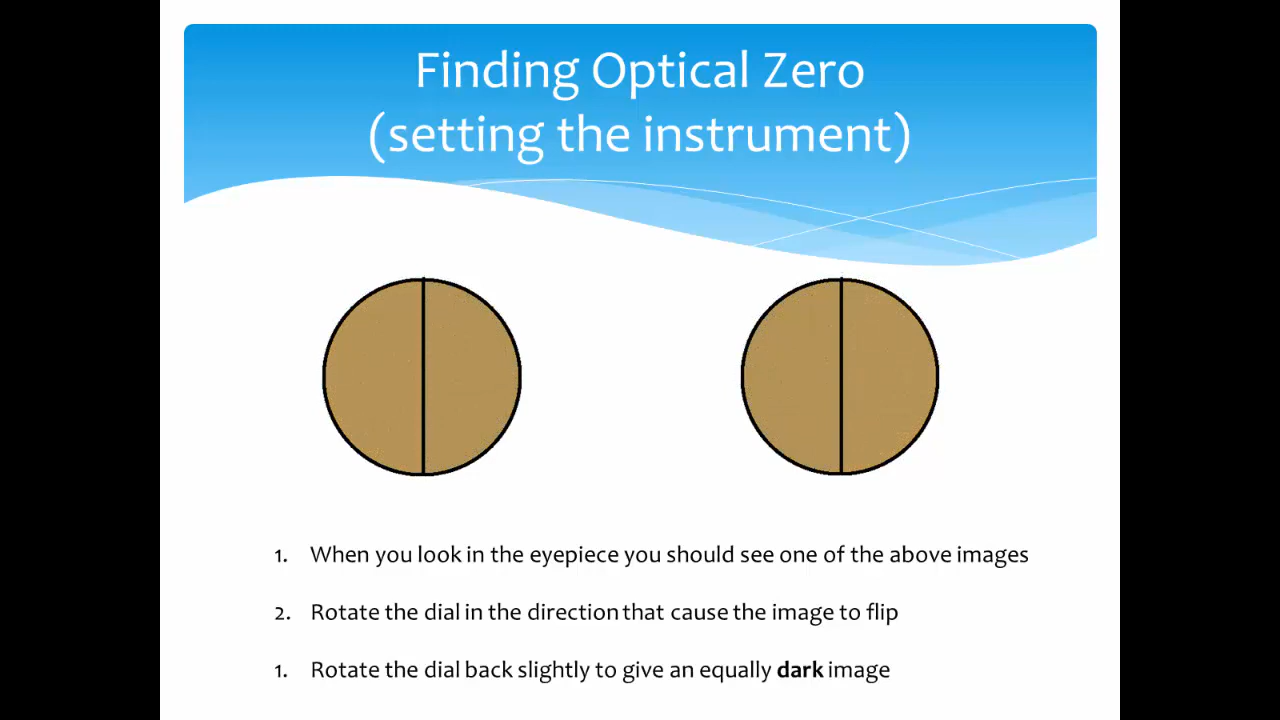 Finding Optical Zero
(setting the instrument)
1. When you look in the eyepiece you should see one of the above images
2. Rotate the dial in the direction that cause the image to flip
1. Rotate the dial back slightly to give an equally dark image